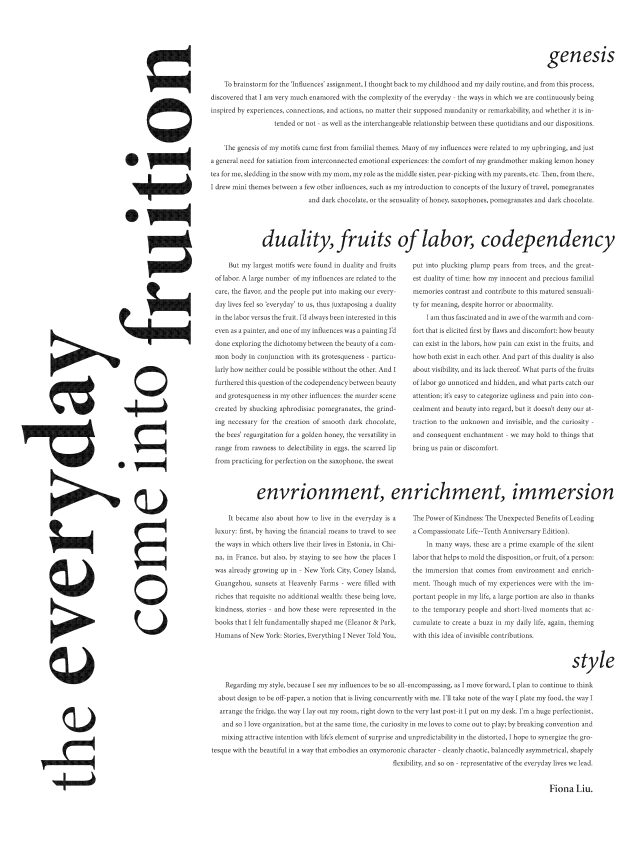 the everyday
come into fruition
genesis
To brainstorm for the 'Influences' assignment, I thought back to my childhood and my daily routine, and from this process,
discovered that I am very much enamored with the complexity of the everyday - the ways in which we are continuously being
inspired by experiences, connections, and actions, no matter their supposed mundanity or remarkability, and whether it is in-
tended or not - as well as the interchangeable relationship between these quotidians and our dispositions.
The genesis of my motifs came first from familial themes. Many of my influences were related to my upbringing, and just
a general need for satiation from interconnected emotional experiences: the comfort of my grandmother making lemon honey
tea for me, sledding in the snow with my mom, my role as the middle sister, pear-picking with my parents, etc. Then, from there,
I drew mini themes between a few other influences, such as my introduction to concepts of the luxury of travel, pomegranates
and dark chocolate, or the sensuality of honey, saxophones, pomegranates and dark chocolate.
duality, fruits of labor, codependency
But my largest motifs were found in duality and fruits
of labor. A large number of my influences are related to the
care, the flavor, and the people put into making our every-
day lives feel so 'everyday' to us, thus juxtaposing a duality
in the labor versus the fruit. I'd always been interested in this
even as a painter, and one of my influences was a painting I'd
done exploring the dichotomy between the beauty of a com-
mon body in conjunction with its grotesqueness - particu-
larly how neither could be possible without the other. And I
furthered this question of the codependency between beauty
and grotesqueness in my other influences: the murder scene
created by shucking aphrodisiac pomegranates, the grind-
ing necessary for the creation of smooth dark chocolate,
the bees' regurgitation for a golden honey, the versatility in
range from rawness to delectibility in eggs, the scarred lip
from practicing for perfection on the saxophone, the sweat
put into plucking plump pears from trees, and the great-
est duality of time: how my innocent and precious familial
memories contrast and contribute to this matured sensuali-
ty for meaning, despite horror or abnormality.
I am thus fascinated and in awe of the warmth and com-
fort that is elicited first by flaws and discomfort: how beauty
can exist in the labors, how pain can exist in the fruits, and
how both exist in each other. And part of this duality is also
about visibility, and its lack thereof. What parts of the fruits
of labor go unnoticed and hidden, and what parts catch our
attention; it's easy to categorize ugliness and pain into con-
cealment and beauty into regard, but it doesn't deny our at-
traction to the unknown and invisible, and the curiosity -
and consequent enchantment - we may hold to things that
bring us pain or discomfort.
envrionment, enrichment, immersion
It became also about how to live in the everyday is a
luxury: first, by having the financial means to travel to see
the ways in which others live their lives in Estonia, in Chi-
na, in France, but also, by staying to see how the places I
was already growing up in - New York City, Coney Island,
Guangzhou, sunsets at Heavenly Farms - were filled with
riches that requisite no additional wealth: these being love,
kindness, stories - and how these were represented in the
books that I felt fundamentally shaped me (Eleanor & Park,
Humans of New York: Stories, Everything I Never Told You,
The Power of Kindness: The Unexpected Benefits of Leading
a Compassionate Life--Tenth Anniversary Edition).
In many ways, these are a prime example of the silent
labor that helps to mold the disposition, or fruit, of a person:
the immersion that comes from environment and enrich-
ment. Though much of my experiences were with the im-
portant people in my life, a large portion are also in thanks
to the temporary people and short-lived moments that ac-
cumulate to create a buzz in my daily life, again, theming
with this idea of invisible contributions.
style
Regarding my style, because I see my influences to be so all-encompassing, as I move forward, I plan to continue to think
about design to be off-paper, a notion that is living concurrently with me. I'll take note of the way I plate my food, the way I
arrange the fridge, the way I lay out my room, right down to the very last post-it I put on my desk. I'm a huge perfectionist,
and so I love organization, but at the same time, the curiosity in me loves to come out to play; by breaking convention and
mixing attractive intention with life's element of surprise and unpredictability in the distorted, I hope to synergize the gro-
tesque with the beautiful in a way that embodies an oxymoronic character - cleanly chaotic, balancedly asymmetrical, shapely
flexibility, and so on - representative of the everyday lives we lead.
Fiona Liu.